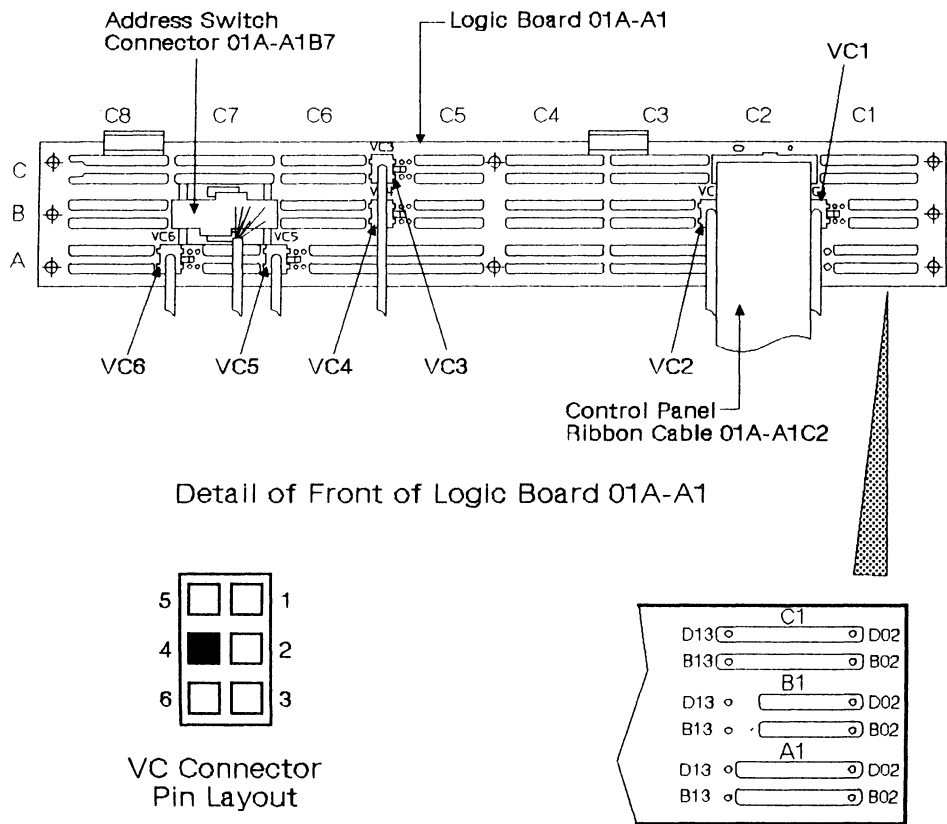 Address Switch
Connector 01A-A1B7
Logic Board 01A-A1
VC1
C8 C7 C6 C5 C4 C3 C2 C1
VC3
C
VC
B
VC6 VC5
A
VC6 VC5 VC4 VC3 VC2
Control Panel
Ribbon Cable 01A-A1C2
Detail of Front of Logic Board 01A-A1
5 1
4 2
6 3
VC Connector
Pin Layout
C1
D13 D02
B13 B02
B1
D13 D02
B13 B02
A1
D13 D02
B13 B02